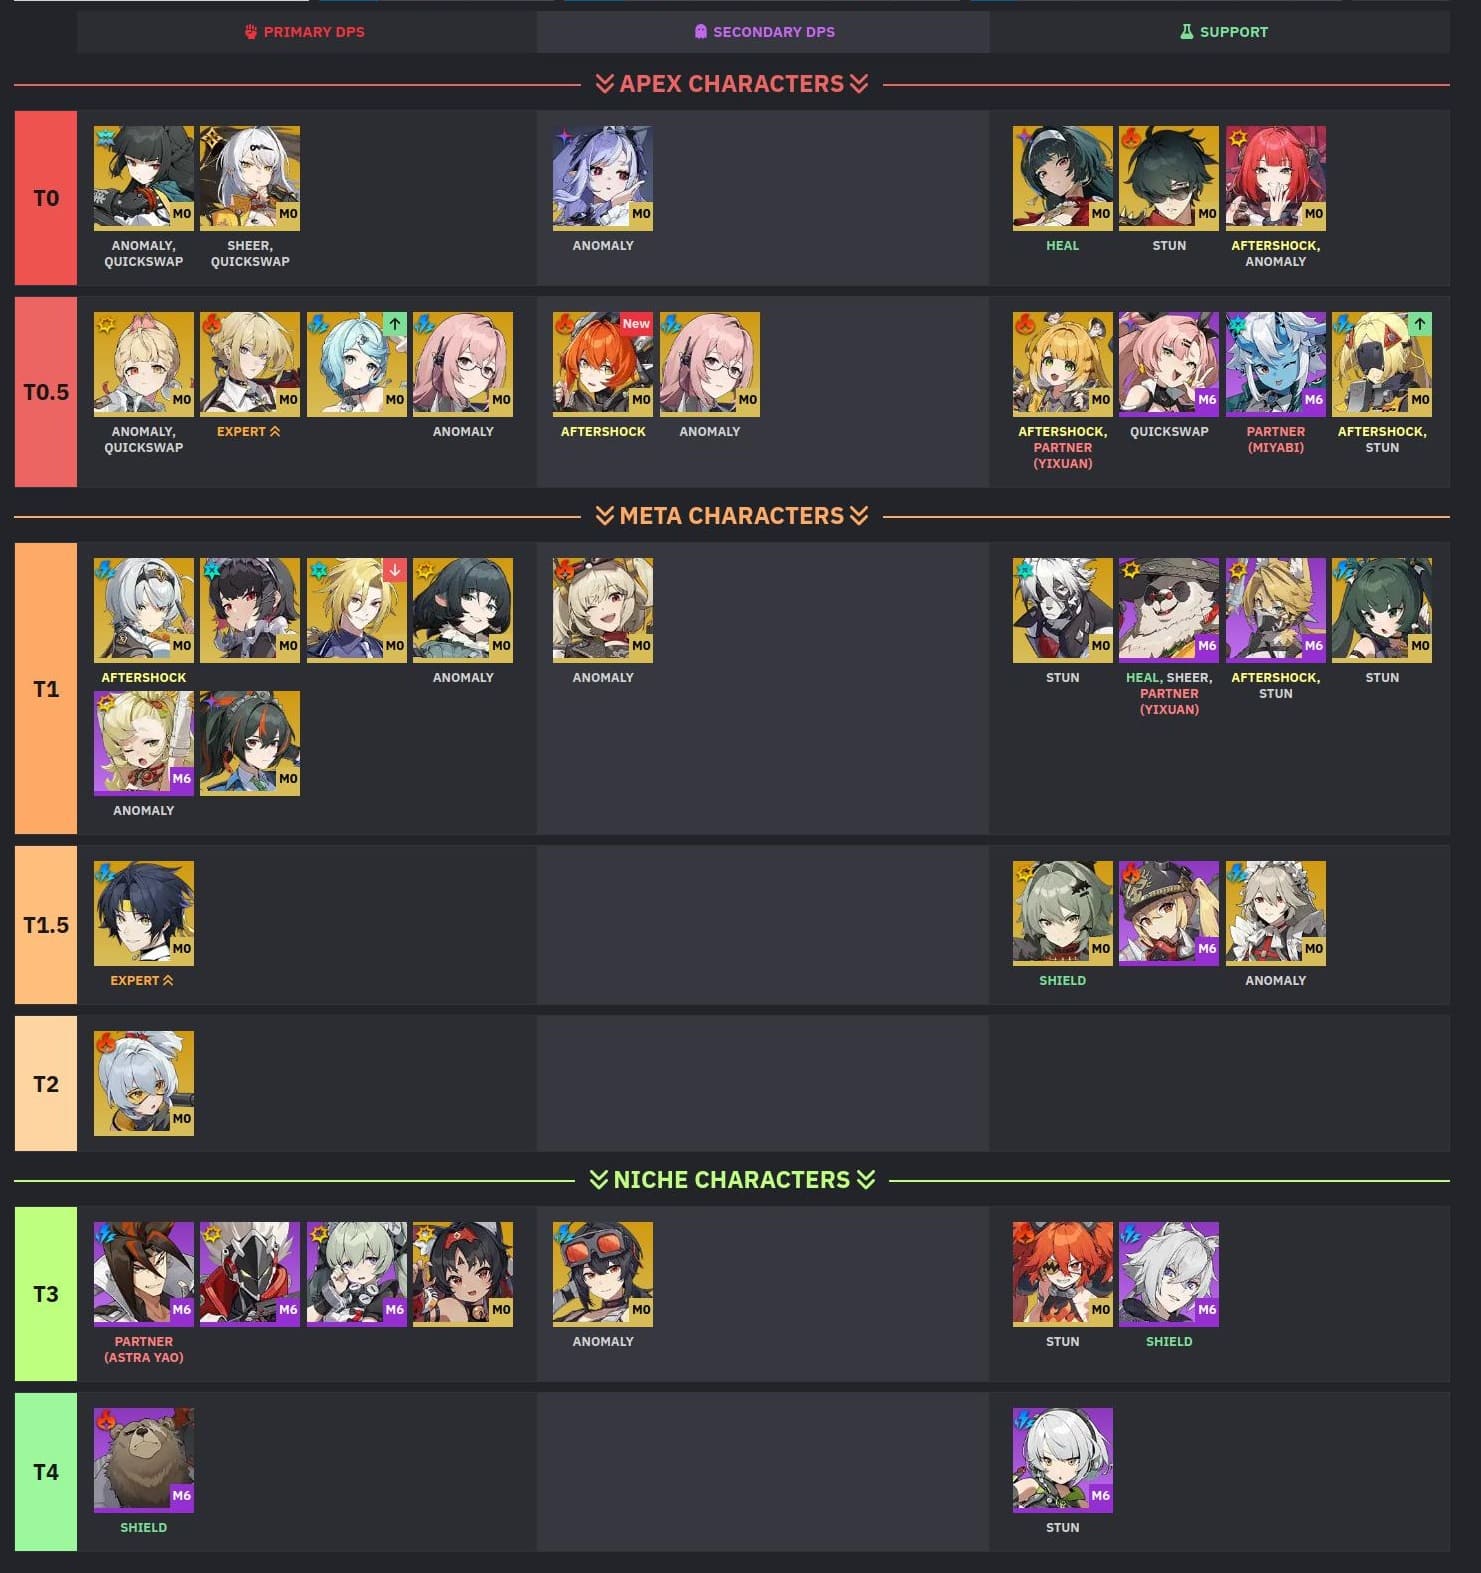 PRIMARY DPS
SECONDARY DPS
SUPPORT
APEX CHARACTERS
T0
M0
M0
M0
M0
M0
M0
ANOMALY,
QUICKSWAP
SHEER,
QUICKSWAP
ANOMALY
HEAL
STUN
AFTERSHOCK,
ANOMALY
T0.5
New
M0
M0
M0
M0
M0
M0
M0
M6
M6
M0
ANOMALY,
QUICKSWAP
EXPERT
ANOMALY
AFTERSHOCK
ANOMALY
AFTERSHOCK,
PARTNER
(YIXUAN)
QUICKSWAP
PARTNER
(MIYABI)
AFTERSHOCK,
STUN
META CHARACTERS
T1
M0
M0
M0
M0
M0
M0
M6
M6
M0
AFTERSHOCK
ANOMALY
ANOMALY
STUN
HEAL, SHEER,
PARTNER
(YIXUAN)
AFTERSHOCK,
STUN
STUN
M6
M0
ANOMALY
T1.5
M0
M0
M6
M0
EXPERT
SHIELD
ANOMALY
T2
M0
NICHE CHARACTERS
T3
M6
M6
M6
M0
M0
M0
M6
PARTNER
(ASTRA YAO)
ANOMALY
STUN
SHIELD
T4
M6
M6
SHIELD
STUN